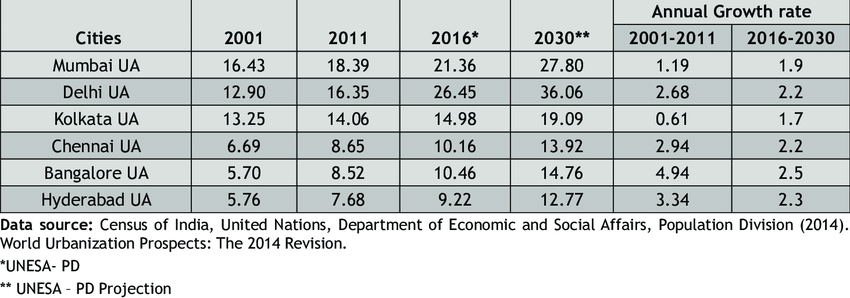 Annual Growth rate
Cities 2001 2011 2016* 2030** 2001-2011 2016-2030
Mumbai UA 16.43 18.39 21.36 27.80 1.19 1.9
Delhi UA 12.90 16.35 26.45 36.06 2.68 2.2
Kolkata UA 13.25 14.06 14.98 19.09 0.61 1.7
Chennai UA 6.69 8.65 10.16 13.92 2.94 2.2
Bangalore UA 5.70 8.52 10.46 14.76 4.94 2.5
Hyderabad UA 5.76 7.68 9.22 12.77 3.34 2.3
Data source: Census of India, United Nations, Department of Economic and Social Affairs, Population Division (2014).
World Urbanization Prospects: The 2014 Revision.
*UNESA- PD
** UNESA – PD Projection